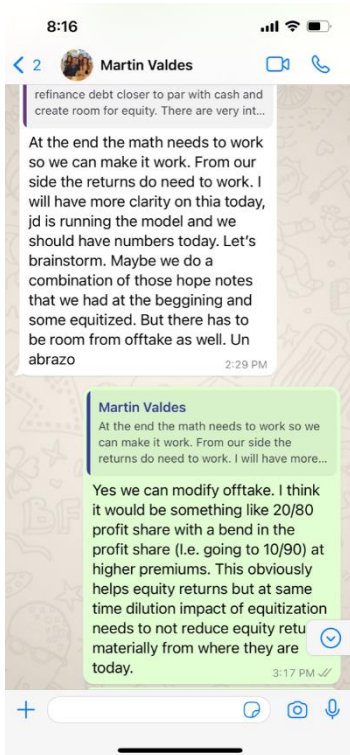 8:16
2
Martin Valdes
refinance debt closer to par with cash and
create room for equity. There are very int...
At the end the math needs to work
so we can make it work. From our
side the returns do need to work. I
will have more clarity on thia today,
jd is running the model and we
should have numbers today. Let's
brainstorm. Maybe we do a
combination of those hope notes
that we had at the beggining and
some equitized. But there has to
be room from offtake as well. Un
abrazo
2:29 PM
Martin Valdes
At the end the math needs to work so we
can make it work. From our side the
returns do need to work. I will have more...
Yes we can modify offtake. I think
it would be something like 20/80
profit share with a bend in the
profit share (I.e. going to 10/90) at
higher premiums. This obviously
helps equity returns but at same
time dilution impact of equitization
needs to not reduce equity retu
materially from where they are
today.
3:17 PM